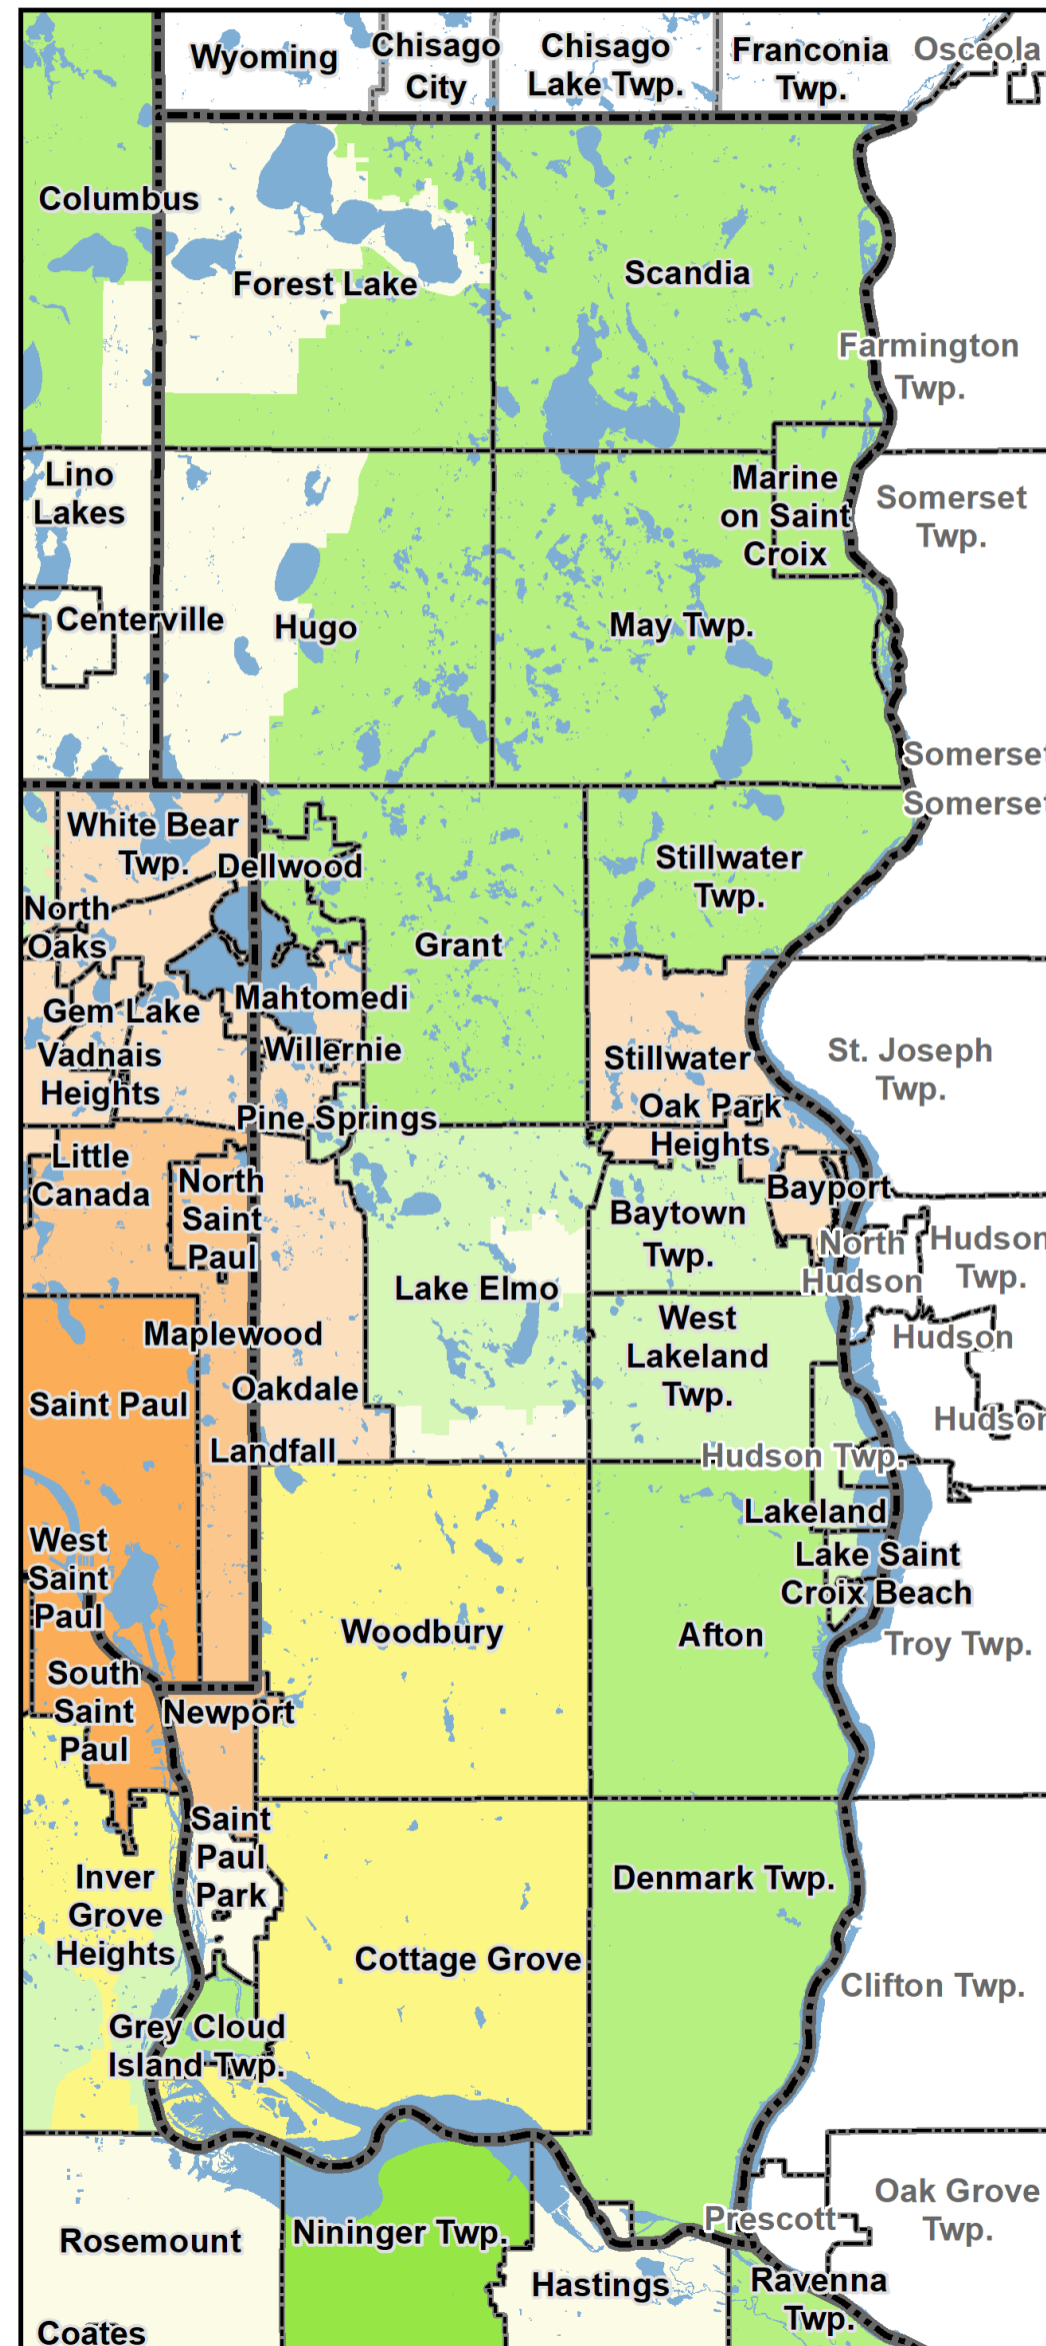 Wyoming
Chisago
City
Chisago
Lake Twp.
Franconia
Twp.
Osceola
Columbus
Forest Lake
Scandia
Farmington
Twp.
Lino
Lakes
Marine
on Saint
Croix
Somerset
Twp.
Centerville
Hugo
May Twp.
Somerset
Somerset
White Bear
Twp.
Dellwood
Stillwater
Twp.
North
Oaks
Grant
Gem Lake
Mahtomedi
Vadnais
Heights
Willernie
Stillwater
St. Joseph
Twp.
Pine Springs
Oak Park
Heights
Little
Canada
North
Saint
Paul
Bayport
Baytown
Twp.
North
Hudson
Hudson
Twp.
Lake Elmo
Maplewood
West
Lakeland
Twp.
Hudson
Saint Paul
Oakdale
Hudson
Landfall
Hudson Twp.
Lakeland
West
Saint
Paul
Lake Saint
Croix Beach
Woodbury
Afton
Troy Twp.
South
Saint
Paul
Newport
Saint
Paul
Park
Inver
Grove
Heights
Denmark Twp.
Cottage Grove
Clifton Twp.
Grey Cloud
Island Twp.
Oak Grove
Twp.
Prescott
Rosemount
Nininger Twp.
Hastings
Ravenna
Twp.
Coates